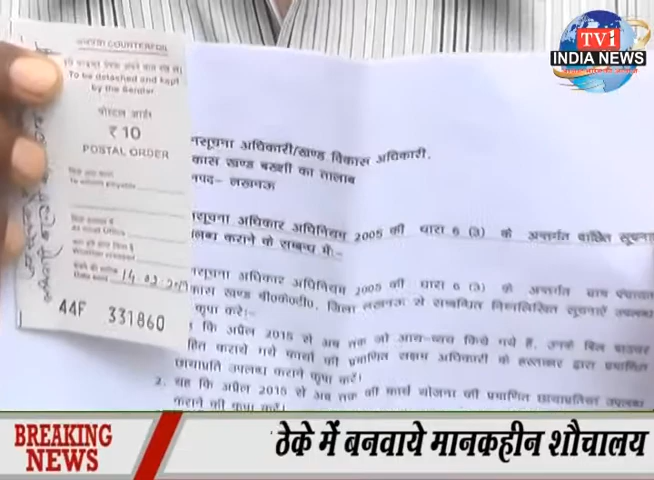 TV1
INDIA NEWS
COUNTERFOIL
To be detached and kept
by the Sender
पोस्टल आर्डर
₹ 10
POSTAL ORDER
14-02-20
44F 331860
सूचना अधिकारी/खण्ड विकास अधिकारी,
खण्ड बख्शी का तालाब
लखनऊ
सूचना अधिकार अधिनियम 2005 की धारा 6 (3) के अन्तर्गत वांछित सूचना
कराने के सम्बन्ध में:-
सूचना अधिकार अधिनियम 2005 की धारा 6 (3) के अन्तर्गत ग्राम पंचायत
खण्ड बी०के०टी०, जिला लखनऊ से सम्बन्धित निम्नलिखित सूचनाएं उपलब्ध
कृपा करें:-
कि अप्रैल 2015 से अब तक जो आय-व्यय किये गये है, उनके बिल वाउचर
कराये गये कार्यो की प्रमाणित सक्षम अधिकारी के हस्ताक्षर द्वारा प्रमाणित
छायाप्रति उपलब्ध कराने कृपा करें।
2. यह कि अप्रैल 2015 से अब तक की कार्य योजना की प्रमाणित छायाप्रतियां उपलब्ध
कराने की कृपा करें।
BREAKING
NEWS
ठेके में बनवाये मानकहीन शौचालय